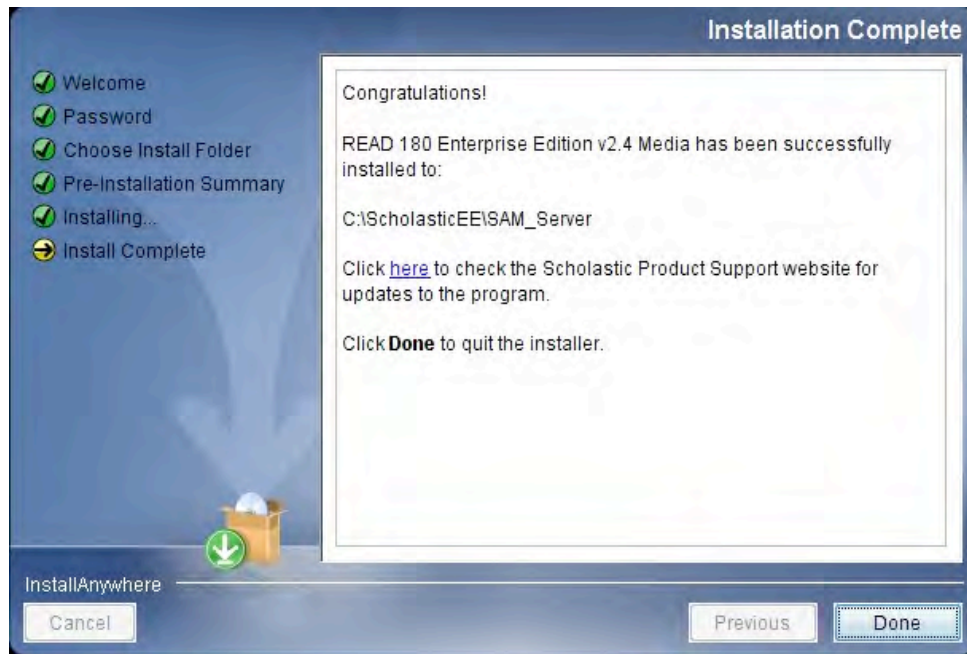 Installation Complete
Welcome
Password
Choose Install Folder
Pre-Installation Summary
Installing...
Install Complete
Congratulations!
READ 180 Enterprise Edition v2.4 Media has been successfully
installed to:
C:\ScholasticEE\SAM_Server
Click here to check the Scholastic Product Support website for
updates to the program.
Click Done to quit the installer.
InstallAnywhere
Cancel
Previous
Done